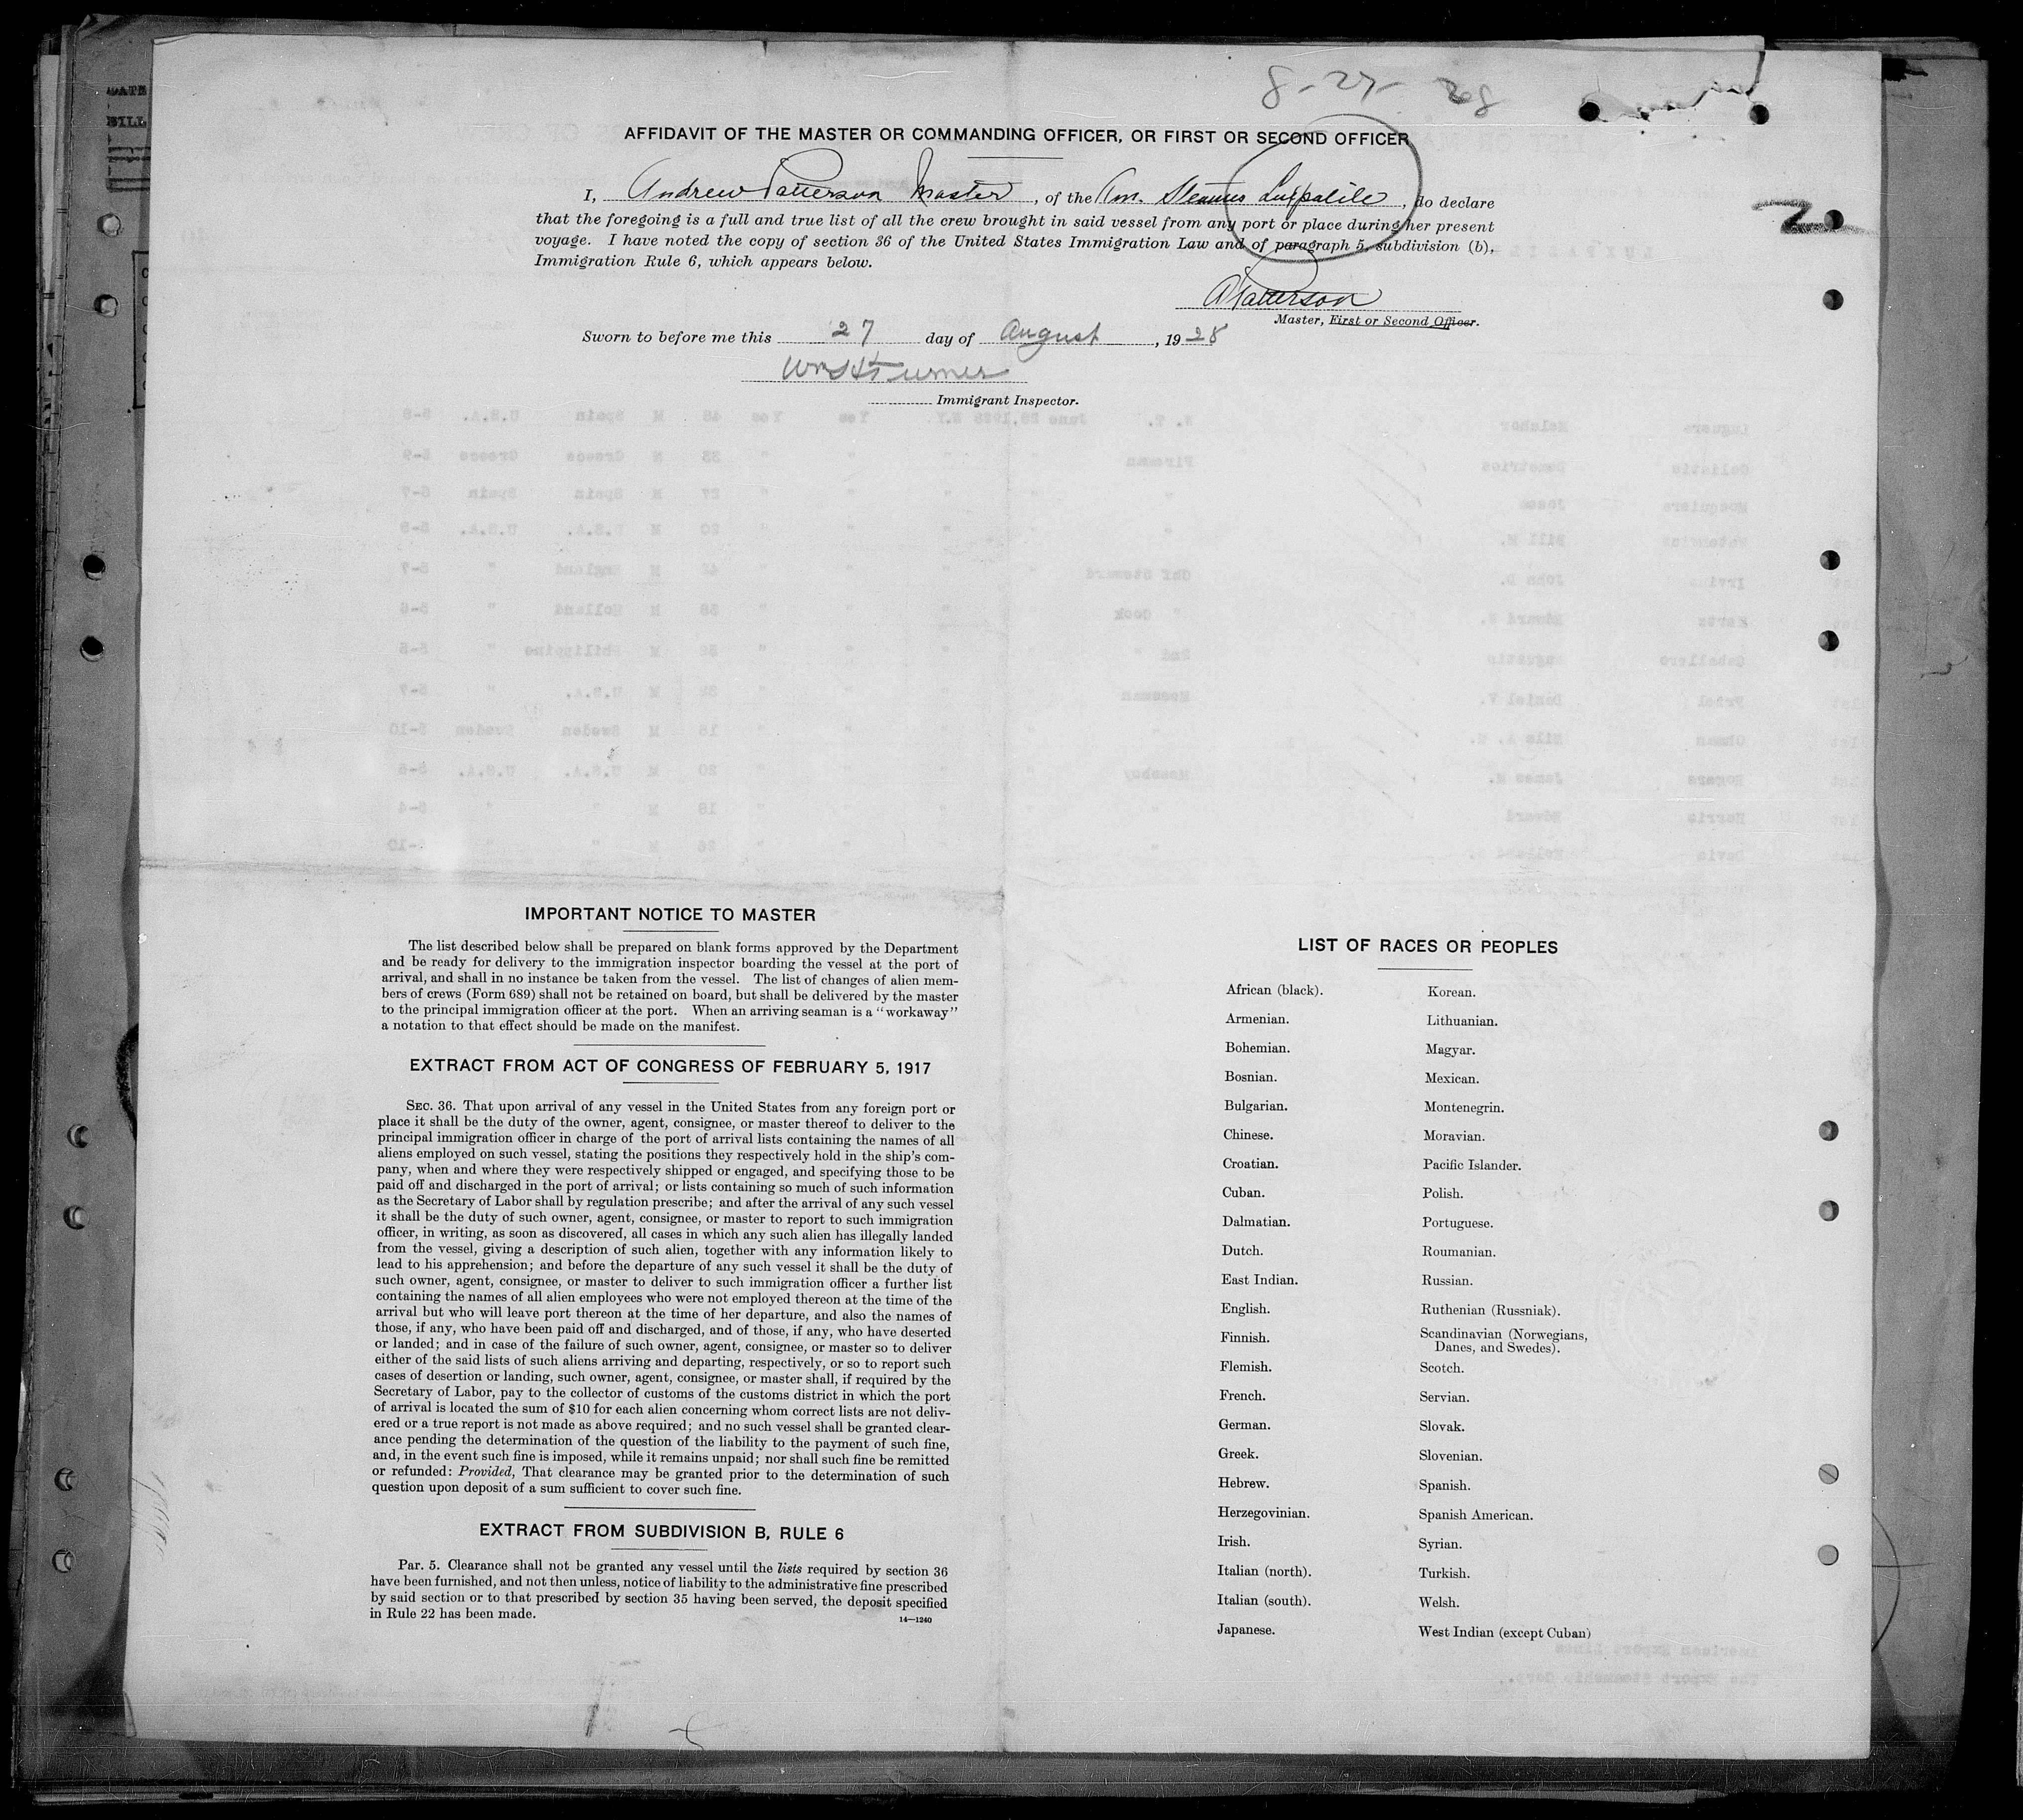 8-27-28
AFFIDAVIT OF THE MASTER OR COMMANDING OFFICER, OR FIRST OR SECOND OFFICER
I, Andrew Patterson Master, of the Am. Steamer Luxpalile, do declare
that the foregoing is a full and true list of all the crew brought in said vessel from any port or place during her present
voyage. I have noted the copy of section 36 of the United States Immigration Law and of paragraph 5, subdivision (b),
Immigration Rule 6, which appears below.
2
A Patterson
Master, First or Second Officer.
Sworn to before me this 27 day of August, 1928
Wm H Turner
Immigrant Inspector.
IMPORTANT NOTICE TO MASTER
The list described below shall be prepared on blank forms approved by the Department
and be ready for delivery to the immigration inspector boarding the vessel at the port of
arrival, and shall in no instance be taken from the vessel. The list of changes of alien mem-
bers of crews (Form 689) shall not be retained on board, but shall be delivered by the master
to the principal immigration officer at the port. When an arriving seaman is a "workaway"
a notation to that effect should be made on the manifest.
EXTRACT FROM ACT OF CONGRESS OF FEBRUARY 5, 1917
SEC. 36. That upon arrival of any vessel in the United States from any foreign port or
place it shall be the duty of the owner, agent, consignee, or master thereof to deliver to the
principal immigration officer in charge of the port of arrival lists containing the names of all
aliens employed on such vessel, stating the positions they respectively hold in the ship's com-
pany, when and where they were respectively shipped or engaged, and specifying those to be
paid off and discharged in the port of arrival; or lists containing so much of such information
as the Secretary of Labor shall by regulation prescribe; and after the arrival of any such vessel
it shall be the duty of such owner, agent, consignee, or master to report to such immigration
officer, in writing, as soon as discovered, all cases in which any such alien has illegally landed
from the vessel, giving a description of such alien, together with any information likely to
lead to his apprehension; and before the departure of any such vessel it shall be the duty of
such owner, agent, consignee, or master to deliver to such immigration officer a further list
containing the names of all alien employees who were not employed thereon at the time of the
arrival but who will leave port thereon at the time of her departure, and also the names of
those, if any, who have been paid off and discharged, and of those, if any, who have deserted
or landed; and in case of the failure of such owner, agent, consignee, or master so to deliver
either of the said lists of such aliens arriving and departing, respectively, or so to report such
cases of desertion or landing, such owner, agent, consignee, or master shall, if required by the
Secretary of Labor, pay to the collector of customs of the customs district in which the port
of arrival is located the sum of $10 for each alien concerning whom correct lists are not deliv-
ered or a true report is not made as above required; and no such vessel shall be granted clear-
ance pending the determination of the question of the liability to the payment of such fine,
and, in the event such fine is imposed, while it remains unpaid; nor shall such fine be remitted
or refunded: Provided, That clearance may be granted prior to the determination of such
question upon deposit of a sum sufficient to cover such fine.
EXTRACT FROM SUBDIVISION B, RULE 6
Par. 5. Clearance shall not be granted any vessel until the lists required by section 36
have been furnished, and not then unless, notice of liability to the administrative fine prescribed
by said section or to that prescribed by section 35 having been served, the deposit specified
in Rule 22 has been made.
14—1240
LIST OF RACES OR PEOPLES
African (black).
Armenian.
Bohemian.
Bosnian.
Bulgarian.
Chinese.
Croatian.
Cuban.
Dalmatian.
Dutch.
East Indian.
English.
Finnish.
Flemish.
French.
German.
Greek.
Hebrew.
Herzegovinian.
Irish.
Italian (north).
Italian (south).
Japanese.
Korean.
Lithuanian.
Magyar.
Mexican.
Montenegrin.
Moravian.
Pacific Islander.
Polish.
Portuguese.
Roumanian.
Russian.
Ruthenian (Russniak).
Scandinavian (Norwegians,
Danes, and Swedes).
Scotch.
Servian.
Slovak.
Slovenian.
Spanish.
Spanish American.
Syrian.
Turkish.
Welsh.
West Indian (except Cuban)